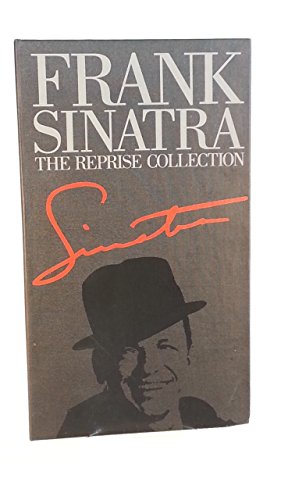 FRANK
SINATRA
THE REPRISE COLLECTION
Sinatra